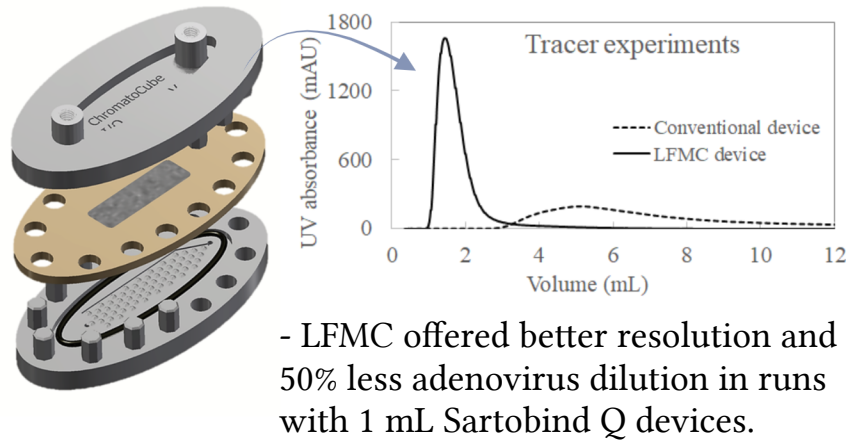 ChromatoCube
1800
1200
600
0
UV absorbance (mAU)
Tracer experiments
Conventional device
LFMC device
0 2 4 6 8 10 12
Volume (mL)
- LFMC offered better resolution and
50% less adenovirus dilution in runs
with 1 mL Sartobind Q devices.